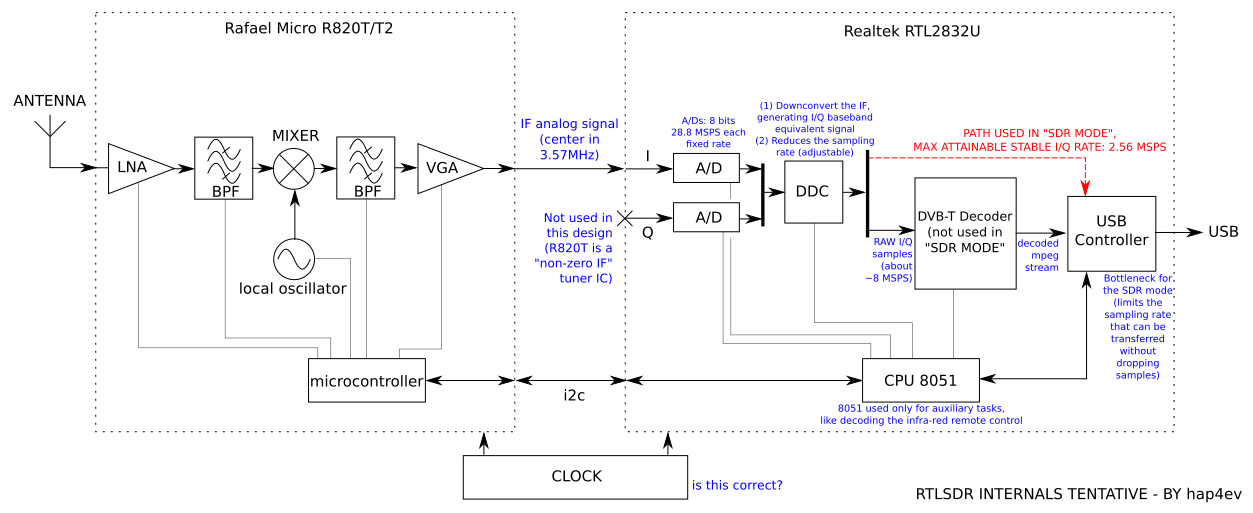 Rafael Micro R820T/T2
Realtek RTL2832U
ANTENNA
LNA
BPF
MIXER
BPF
VGA
local oscillator
microcontroller
IF analog signal
(center in
3.57MHz)
I
Q
Not used in
this design
(R820T is a
"non-zero IF"
tuner IC)
A/Ds: 8 bits
28.8 MSPS each
fixed rate
A/D
A/D
(1) Downconvert the IF,
generating I/Q baseband
equivalent signal
(2) Reduces the sampling
rate (adjustable)
DDC
PATH USED IN "SDR MODE",
MAX ATTAINABLE STABLE I/Q RATE: 2.56 MSPS
RAW I/Q
samples
(about
~8 MSPS)
DVB-T Decoder
(not used in
"SDR MODE"
decoded
mpeg
stream
USB
Controller
USB
Bottleneck for
the SDR mode
(limits the
sampling rate
that can be
transferred
without
dropping
samples)
i2c
CPU 8051
8051 used only for auxiliary tasks,
like decoding the infra-red remote control
CLOCK
is this correct?
RTLSDR INTERNALS TENTATIVE - BY hap4ev